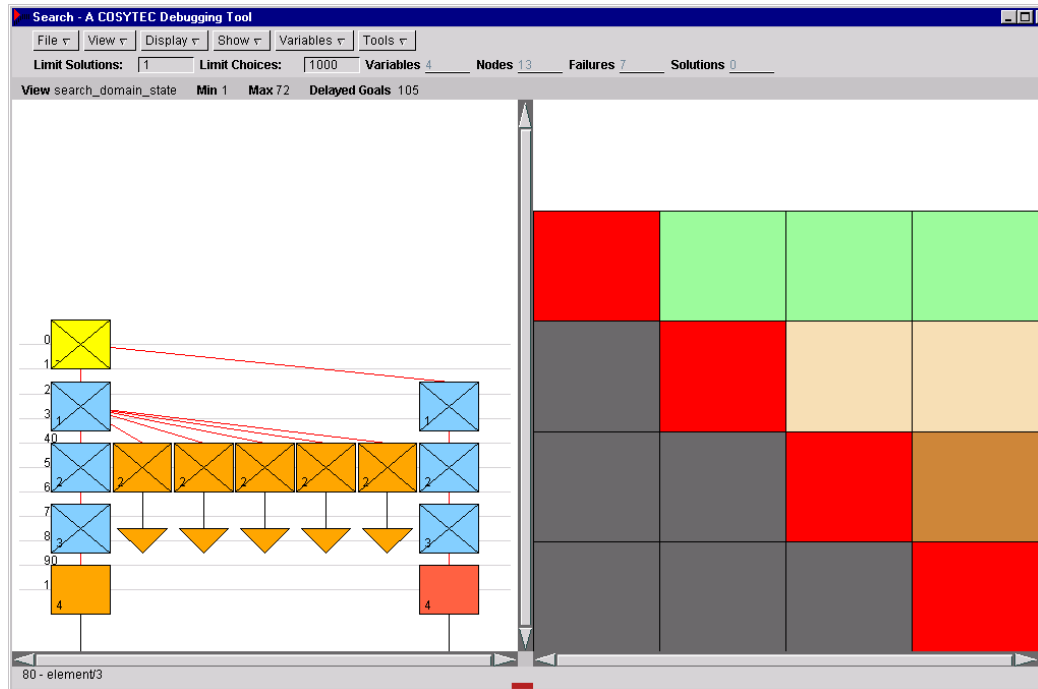 Search - A COSYTEC Debugging Tool
File View Display Show Variables Tools
Limit Solutions: 1 Limit Choices: 1000 Variables 4 Nodes 13 Failures 7 Solutions 0
View search_domain_state Min 1 Max 72 Delayed Goals 105
0
1
2
1 1
3
40
5
2 2 2 2 2 2 2
6
7
3 3
8
90
1
4 4
80 - element/3